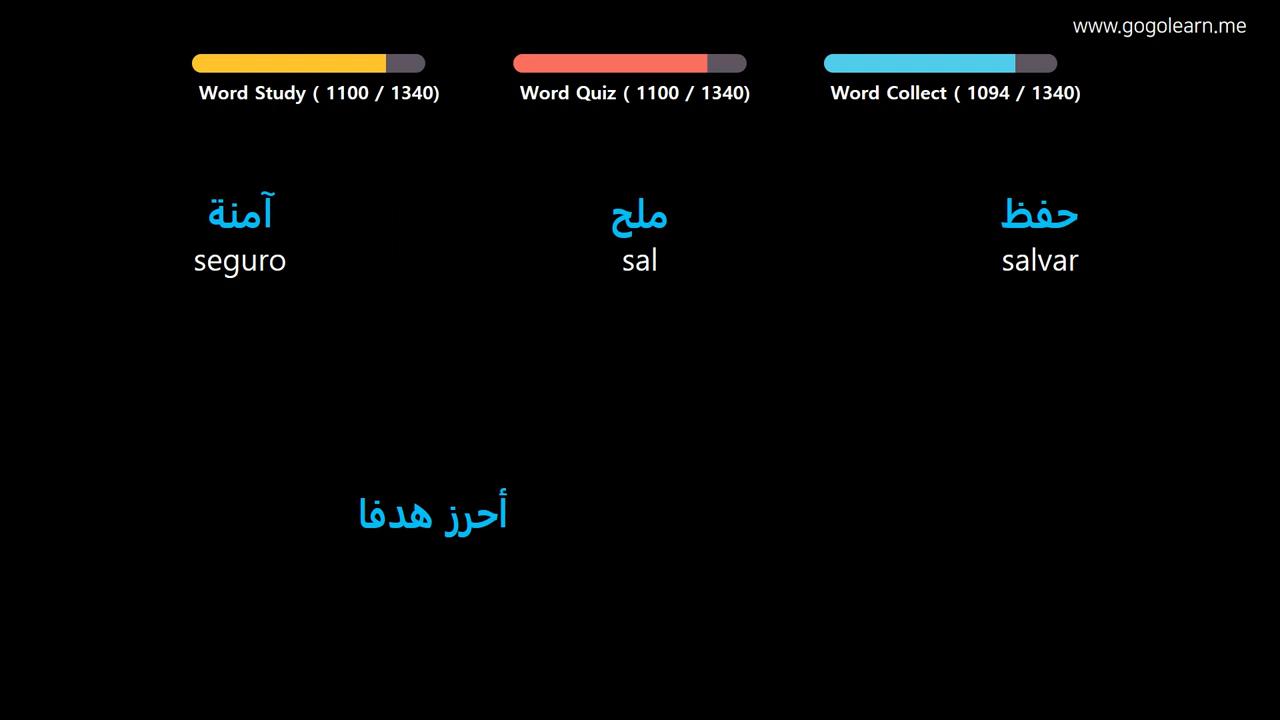 www.gogolearn.me
Word Study ( 1100 / 1340)
Word Quiz ( 1100 / 1340)
Word Collect ( 1094 / 1340)
آمنة
seguro
ملح
sal
حفظ
salvar
أحرز هدفا